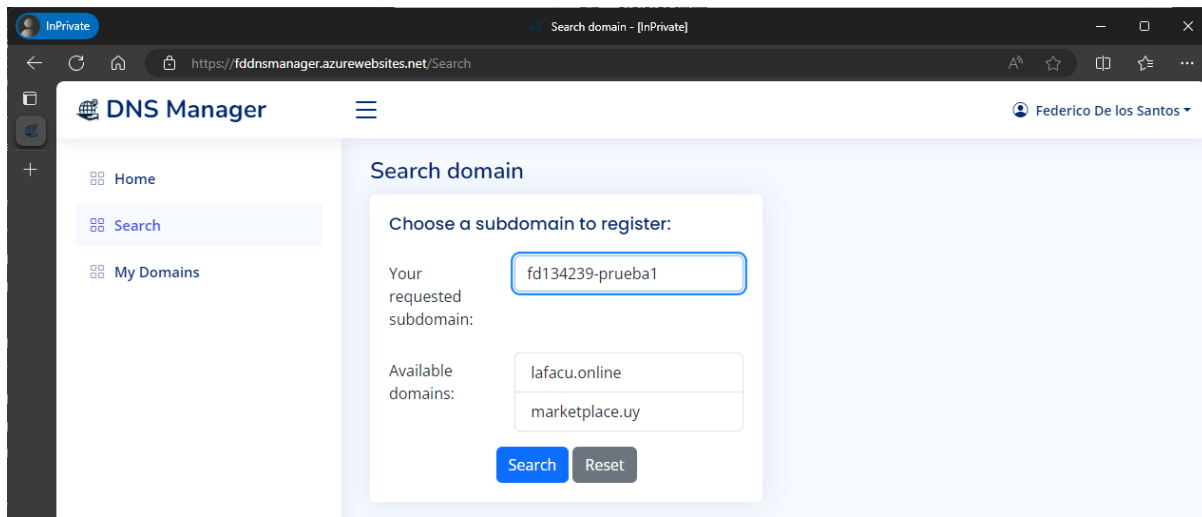 InPrivate
Search domain - [InPrivate]
https://fddnsmanager.azurewebsites.net/Search
DNS Manager
Federico De los Santos
Home
Search
My Domains
Search domain
Choose a subdomain to register:
Your
requested
subdomain:
fd134239-prueba1
Available
domains:
lafacu.online
marketplace.uy
Search
Reset